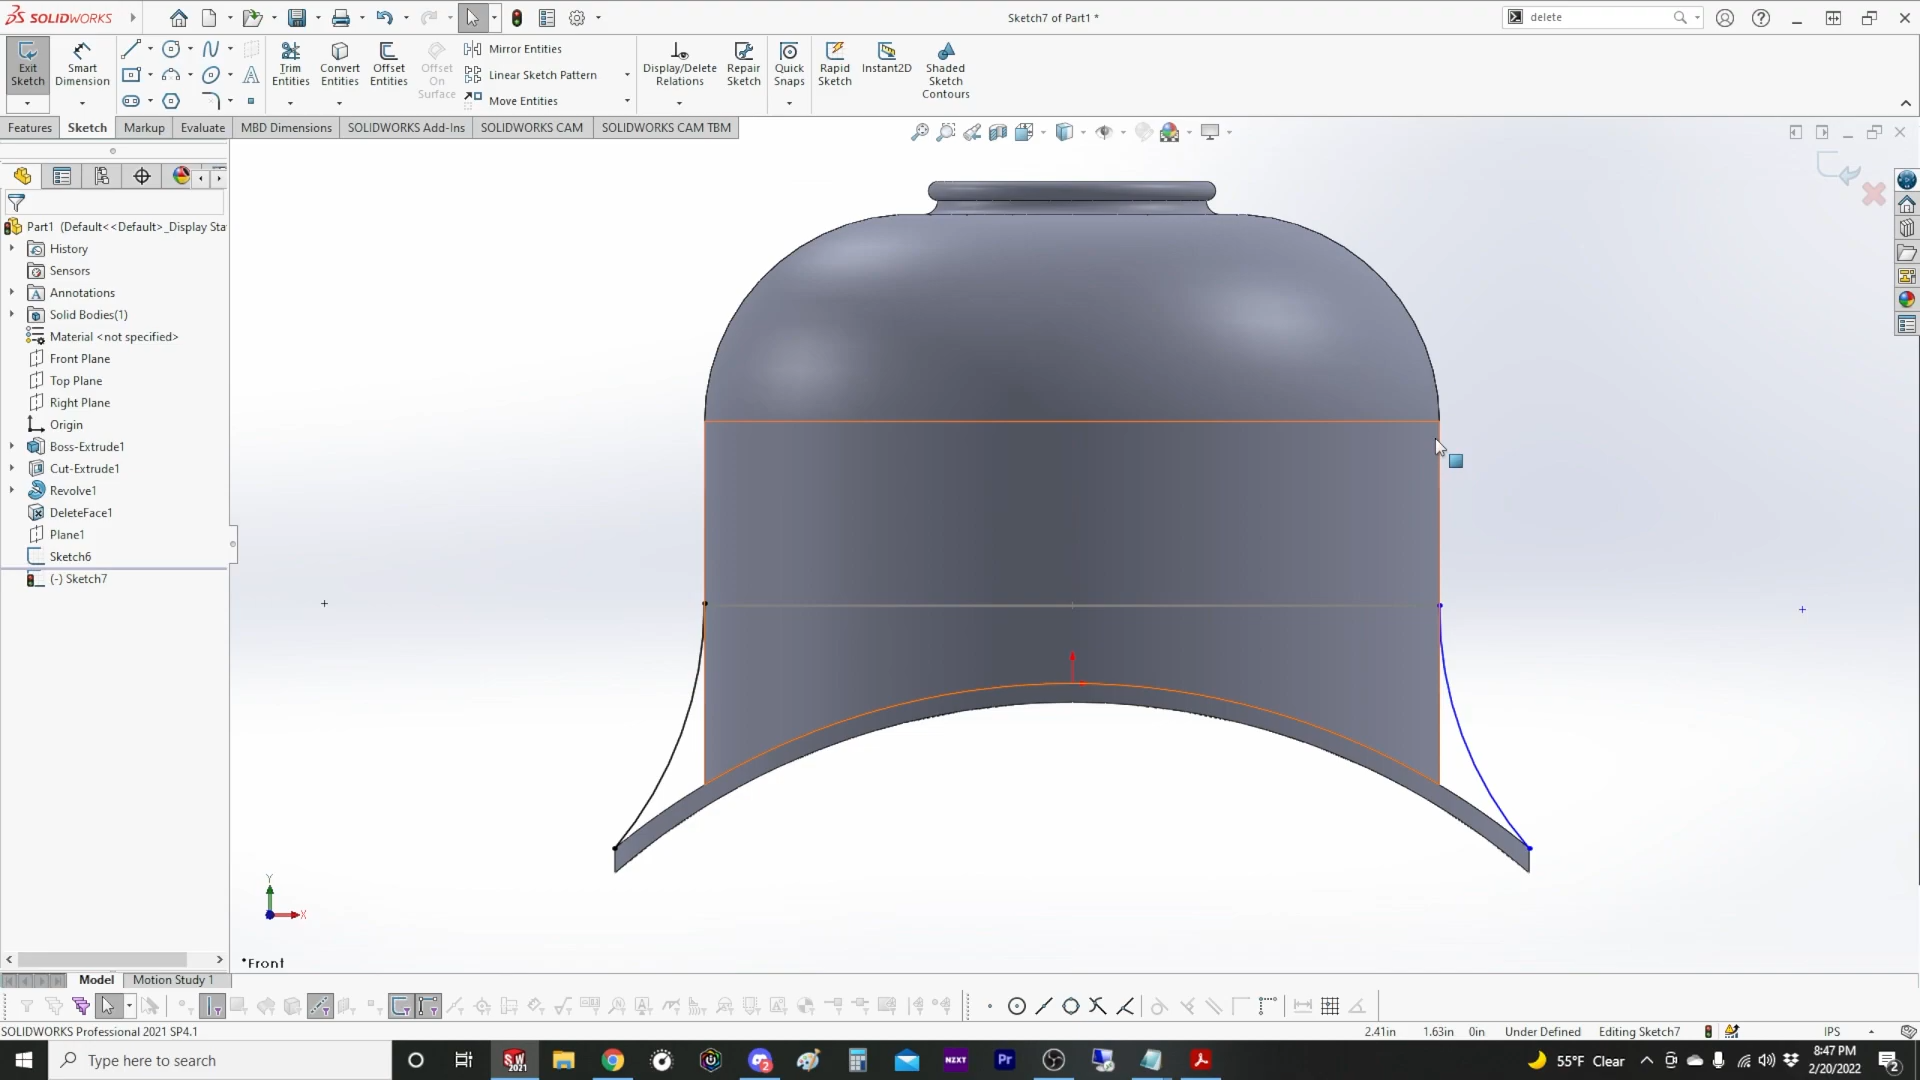 SOLIDWORKS
Sketch7 of Part1 *
delete
Exit Sketch
Smart Dimension
Trim Entities
Convert Entities
Offset Entities
Offset On Surface
Mirror Entities
Linear Sketch Pattern
Move Entities
Display/Delete Relations
Repair Sketch
Quick Snaps
Rapid Sketch
Instant2D
Shaded Sketch Contours
Features
Sketch
Markup
Evaluate
MBD Dimensions
SOLIDWORKS Add-Ins
SOLIDWORKS CAM
SOLIDWORKS CAM TBM
Part1 (Default<<Default>_Display Sta
History
Sensors
Annotations
Solid Bodies(1)
Material <not specified>
Front Plane
Top Plane
Right Plane
Origin
Boss-Extrude1
Cut-Extrude1
Revolve1
DeleteFace1
Plane1
Sketch6
(-) Sketch7
Y
X
*Front
Model
Motion Study 1
SOLIDWORKS Professional 2021 SP4.1
2.41in
1.63in
0in
Under Defined
Editing Sketch7
IPS
Type here to search
SW 2021
2
NZXT
Pr
55°F Clear
8:47 PM
2/20/2022
2